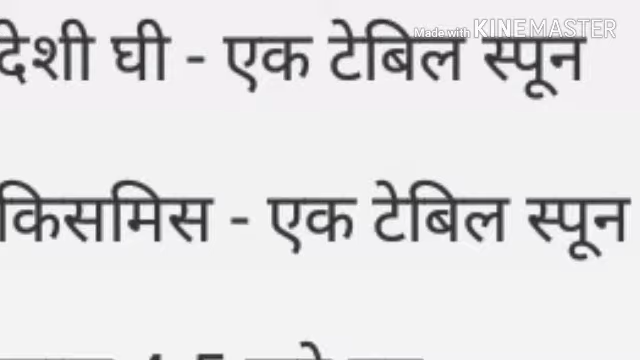 Made with KINEMASTER
देशी घी - एक टेबिल स्पून
किसमिस - एक टेबिल स्पून